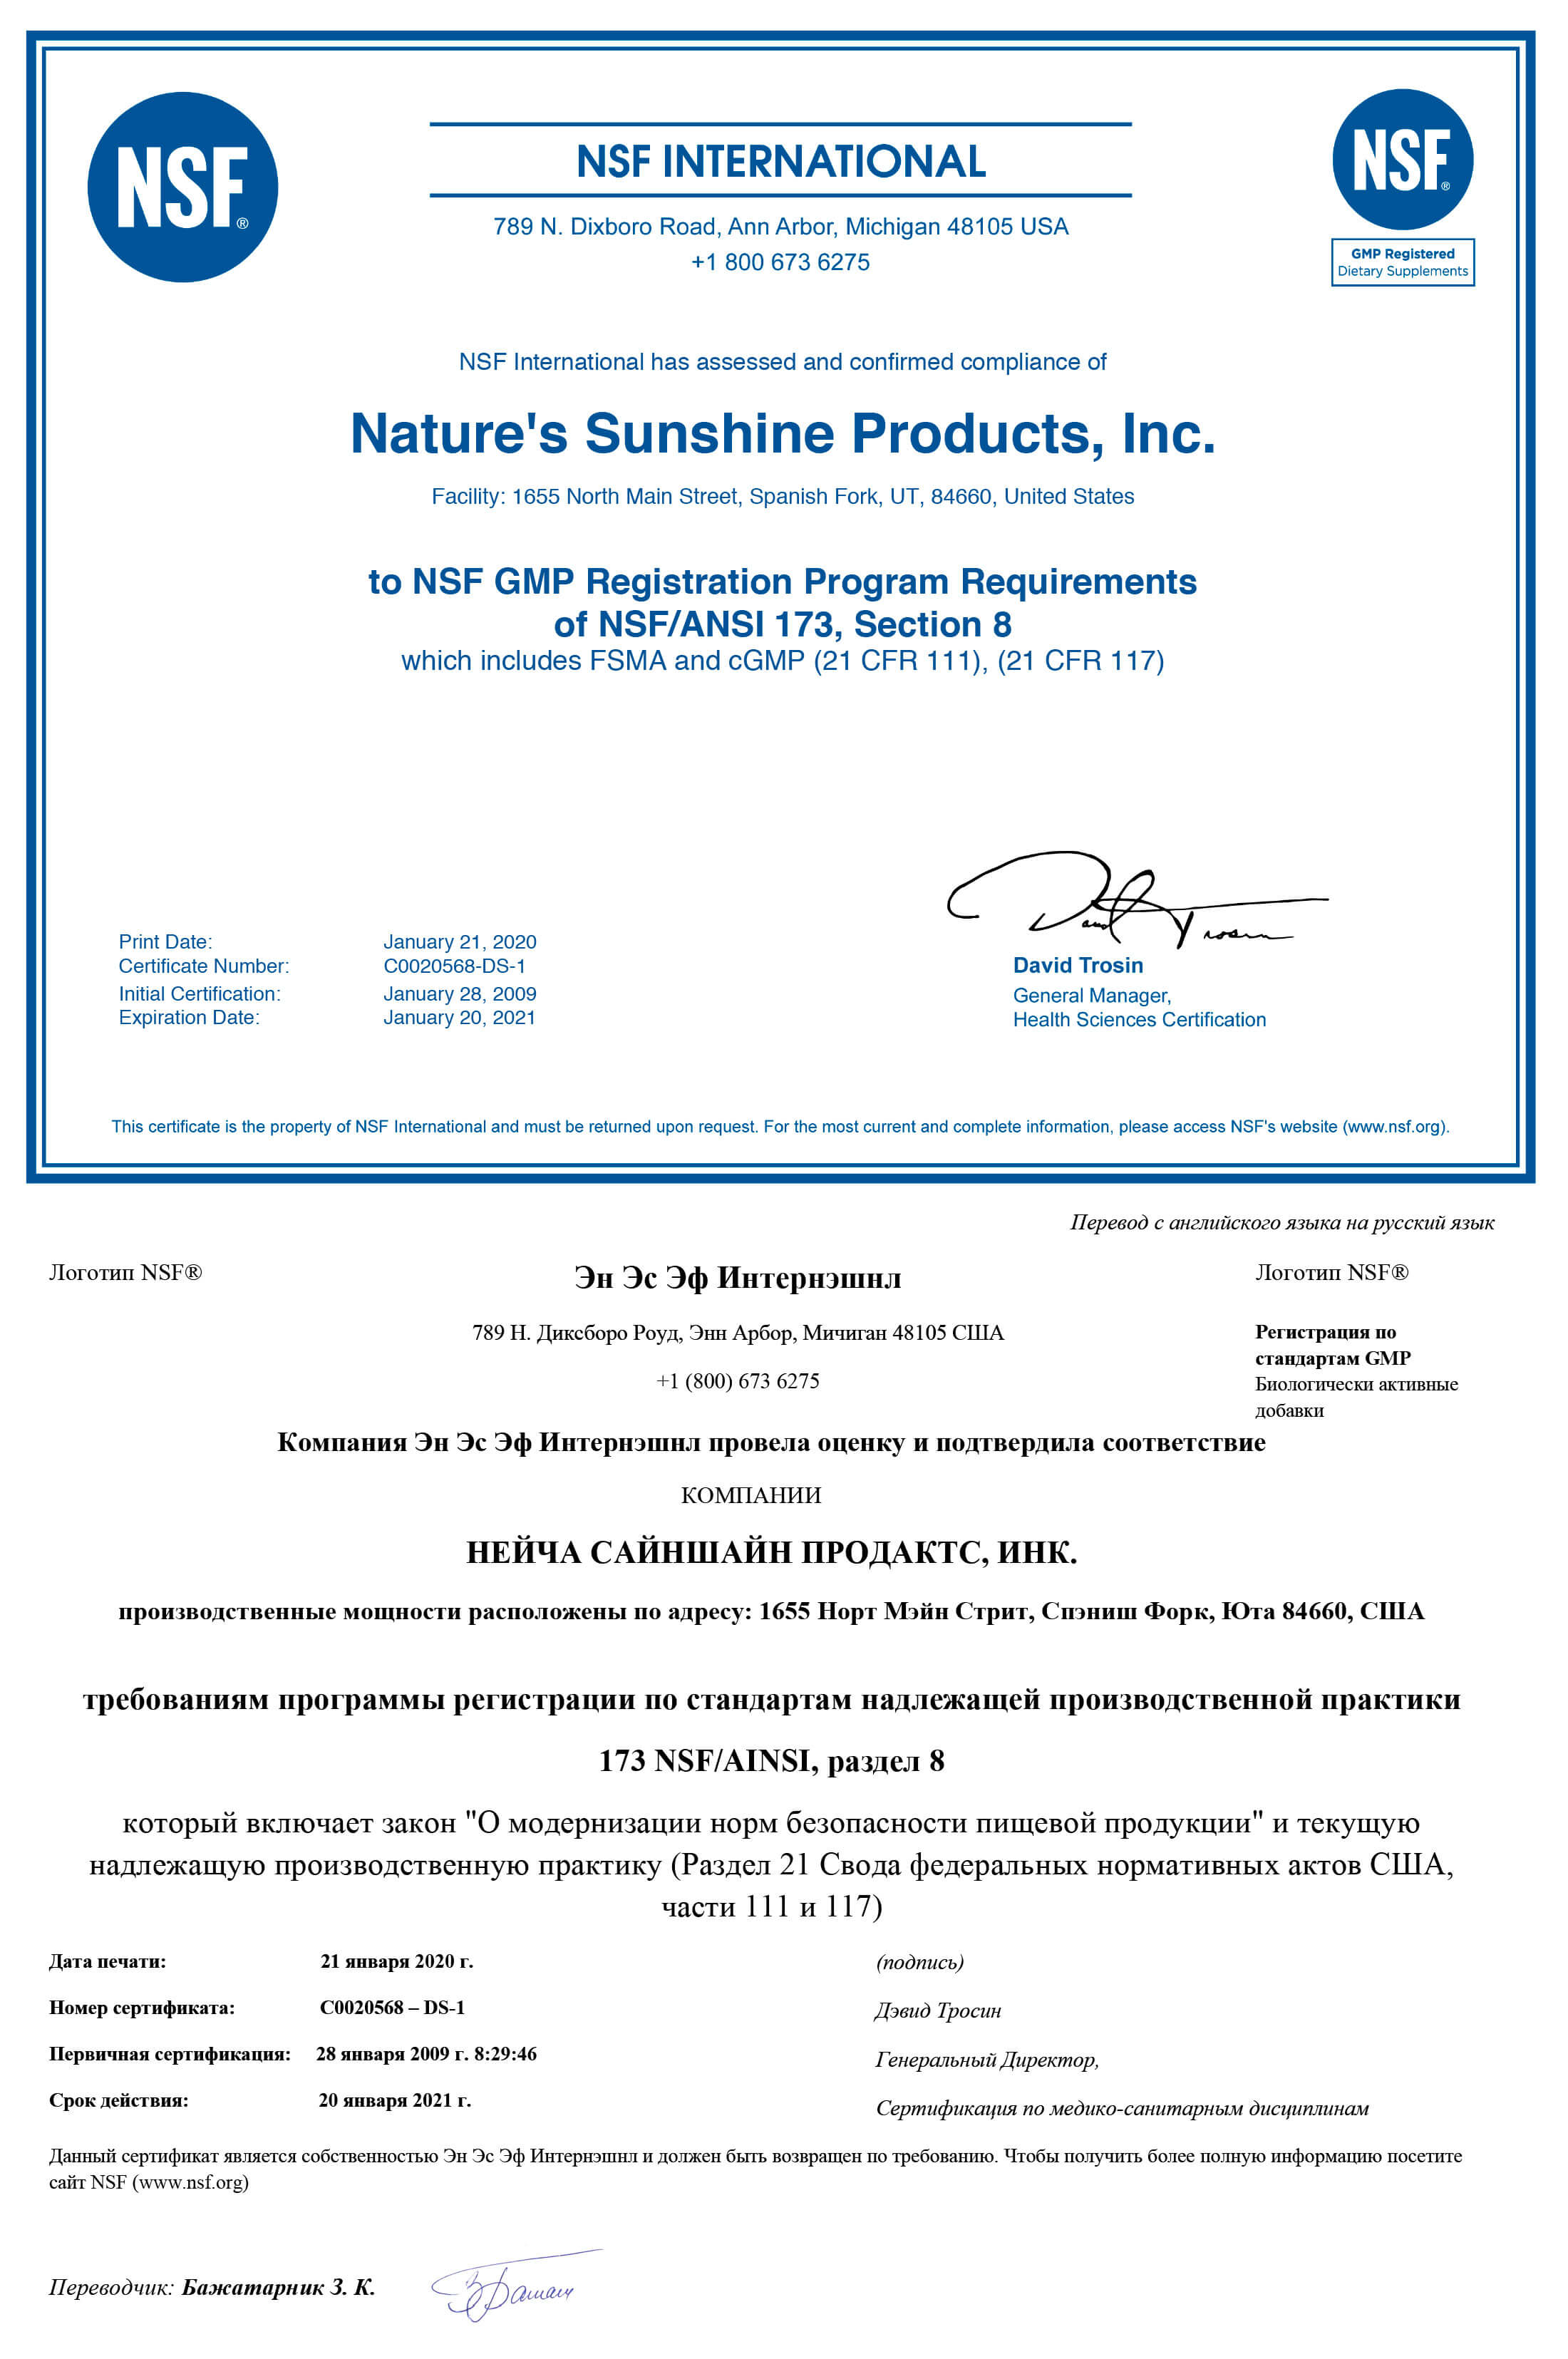 NSF®
NSF INTERNATIONAL
789 N. Dixboro Road, Ann Arbor, Michigan 48105 USA
+1 800 673 6275
NSF®
GMP Registered
Dietary Supplements
NSF International has assessed and confirmed compliance of
Nature's Sunshine Products, Inc.
Facility: 1655 North Main Street, Spanish Fork, UT, 84660, United States
to NSF GMP Registration Program Requirements
of NSF/ANSI 173, Section 8
which includes FSMA and cGMP (21 CFR 111), (21 CFR 117)
David Trosin
Print Date: January 21, 2020
Certificate Number: C0020568-DS-1
Initial Certification: January 28, 2009
Expiration Date: January 20, 2021
David Trosin
General Manager,
Health Sciences Certification
This certificate is the property of NSF International and must be returned upon request. For the most current and complete information, please access NSF's website (www.nsf.org).
Перевод с английского языка на русский язык
Логотип NSF®
Эн Эс Эф Интернэшнл
789 Н. Диксборо Роуд, Энн Арбор, Мичиган 48105 США
+1 (800) 673 6275
Логотип NSF®
Регистрация по
стандартам GMP
Биологически активные
добавки
Компания Эн Эс Эф Интернэшнл провела оценку и подтвердила соответствие
КОМПАНИИ
НЕЙЧА САЙНШАЙН ПРОДАКТС, ИНК.
производственные мощности расположены по адресу: 1655 Норт Мэйн Стрит, Спэниш Форк, Юта 84660, США
требованиям программы регистрации по стандартам надлежащей производственной практики
173 NSF/AINSI, раздел 8
который включает закон "О модернизации норм безопасности пищевой продукции" и текущую
надлежащую производственную практику (Раздел 21 Свода федеральных нормативных актов США,
части 111 и 117)
Дата печати: 21 января 2020 г.
Номер сертификата: C0020568 – DS-1
Первичная сертификация: 28 января 2009 г. 8:29:46
Срок действия: 20 января 2021 г.
(подпись)
Дэвид Тросин
Генеральный Директор,
Сертификация по медико-санитарным дисциплинам
Данный сертификат является собственностью Эн Эс Эф Интернэшнл и должен быть возвращен по требованию. Чтобы получить более полную информацию посетите
сайт NSF (www.nsf.org)
Переводчик: Бажатарник З. К.